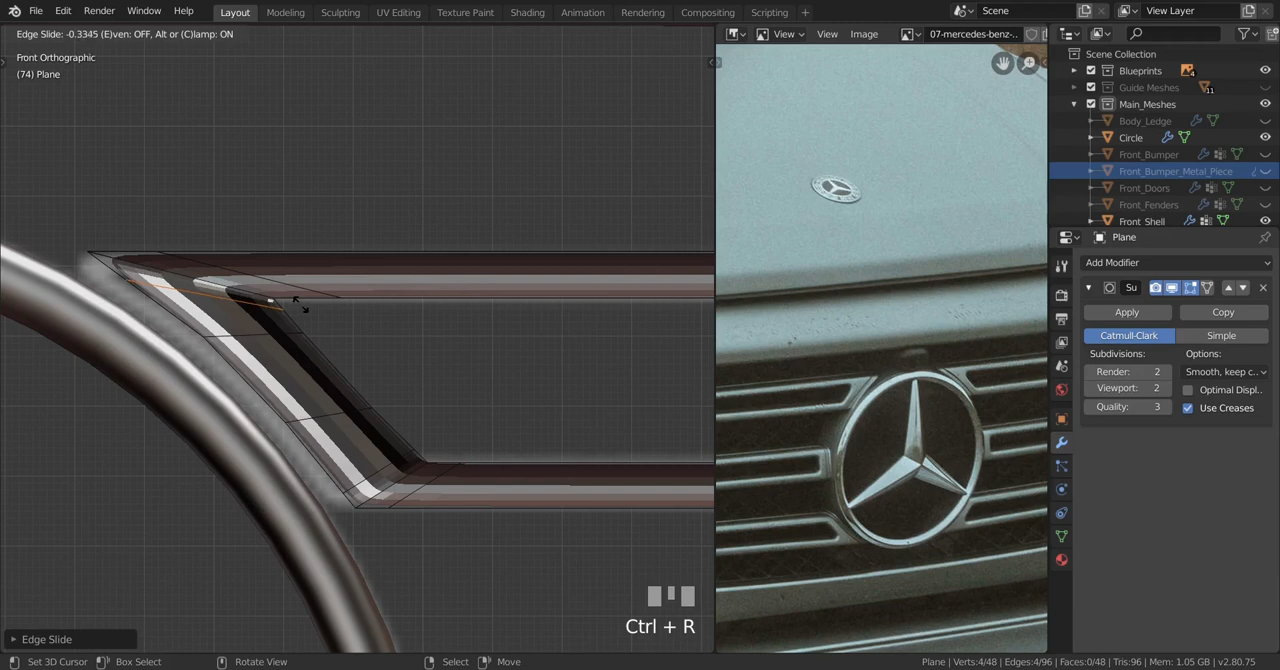 File Edit Render Window Help Layout Modeling Sculpting UV Editing Texture Paint Shading Animation Rendering Compositing Scripting + Scene View Layer
Edge Slide: -0.3345 (E)ven: OFF, Alt or (C)lamp: ON
View View Image 07-mercedes-benz-..
Front Orthographic
(74) Plane
Scene Collection
Blueprints 4
Guide Meshes 11
Main_Meshes
Body_Ledge
Circle
Front_Bumper
Front_Bumper_Metal_Piece
Front_Doors
Front_Fenders
Front_Shell
Plane
Add Modifier
Su
Apply Copy
Catmull-Clark Simple
Subdivisions: Options:
Render: 2 Smooth, keep c..
Viewport: 2 Optimal Displ..
Quality: 3 Use Creases
Ctrl + R
Edge Slide
Set 3D Cursor Box Select Rotate View Select Move Plane | Verts:4/48 | Edges:4/96 | Faces:0/48 | Tris:96 | Mem: 1.05 GB | v2.80.75